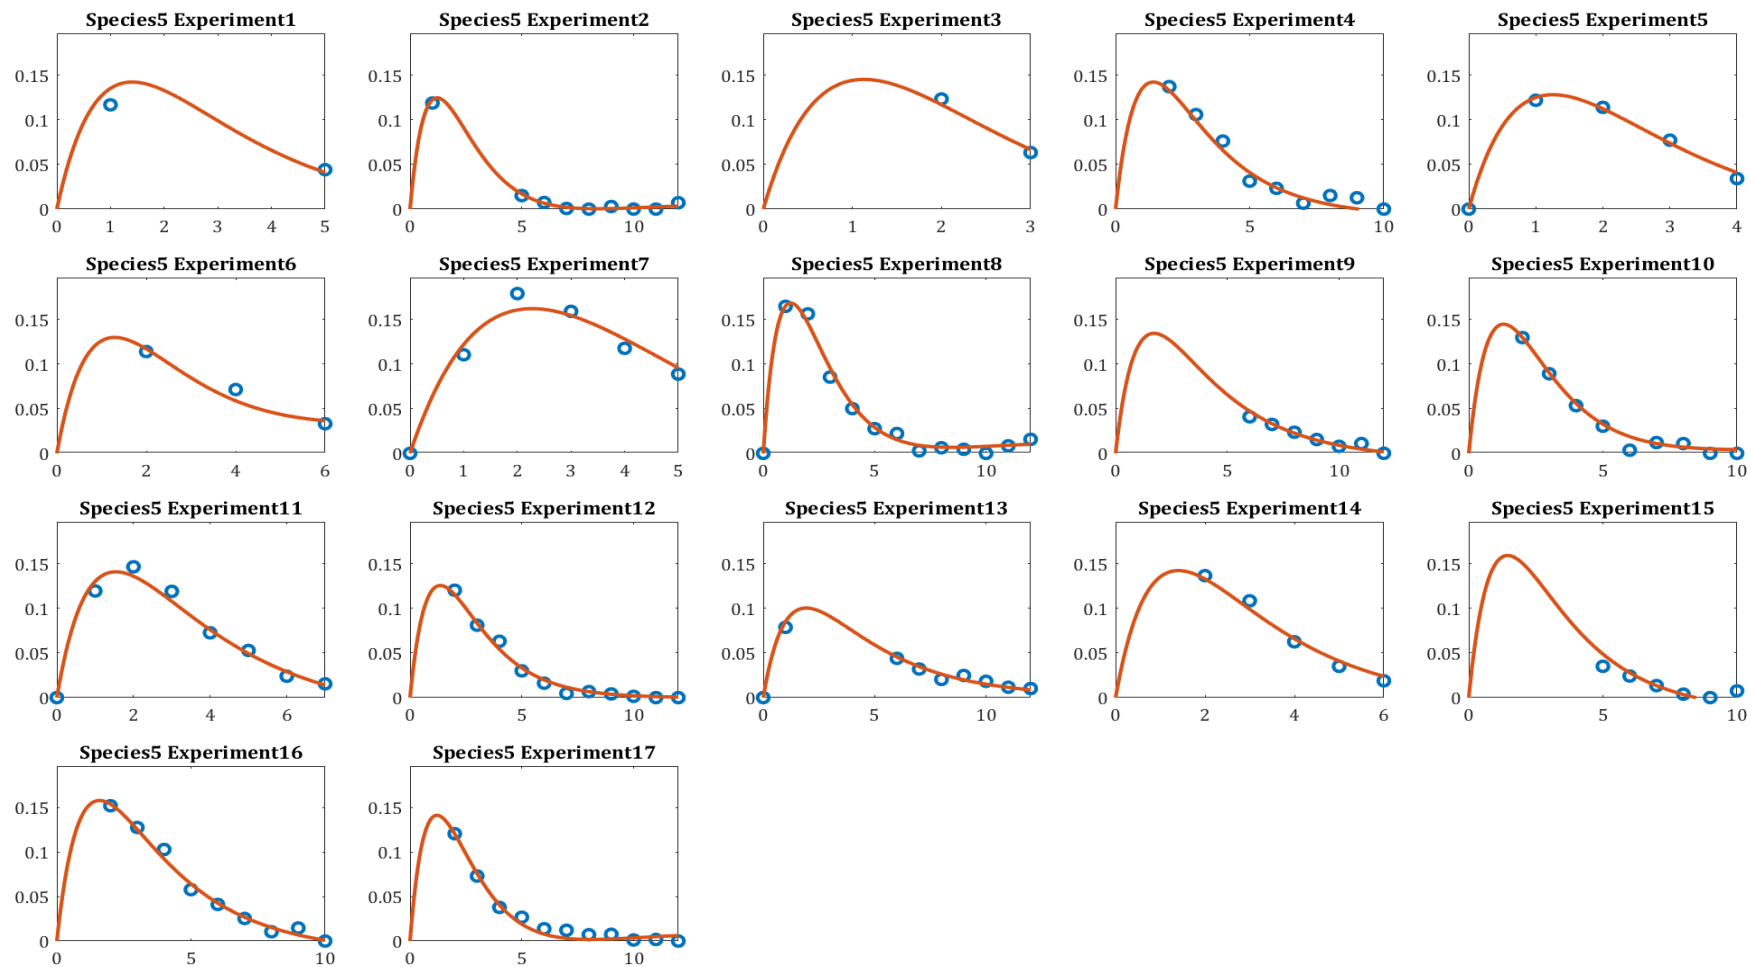 Species5 Experiment1 Species5 Experiment2 Species5 Experiment3 Species5 Experiment4 Species5 Experiment5
0.15 0.15 0.15 0.15 0.15
0.1 0.1 0.1 0.1 0.1
0.05 0.05 0.05 0.05 0.05
0 0 0 0 0
0 1 2 3 4 5 0 5 10 0 1 2 3 0 5 10 0 1 2 3 4
Species5 Experiment6 Species5 Experiment7 Species5 Experiment8 Species5 Experiment9 Species5 Experiment10
0.15 0.15 0.15 0.15 0.15
0.1 0.1 0.1 0.1 0.1
0.05 0.05 0.05 0.05 0.05
0 0 0 0 0
0 2 4 6 0 1 2 3 4 5 0 5 10 0 5 10 0 5 10
Species5 Experiment11 Species5 Experiment12 Species5 Experiment13 Species5 Experiment14 Species5 Experiment15
0.15 0.15 0.15 0.15 0.15
0.1 0.1 0.1 0.1 0.1
0.05 0.05 0.05 0.05 0.05
0 0 0 0 0
0 2 4 6 0 5 10 0 5 10 0 2 4 6 0 5 10
Species5 Experiment16 Species5 Experiment17
0.15 0.15
0.1 0.1
0.05 0.05
0 0
0 5 10 0 5 10